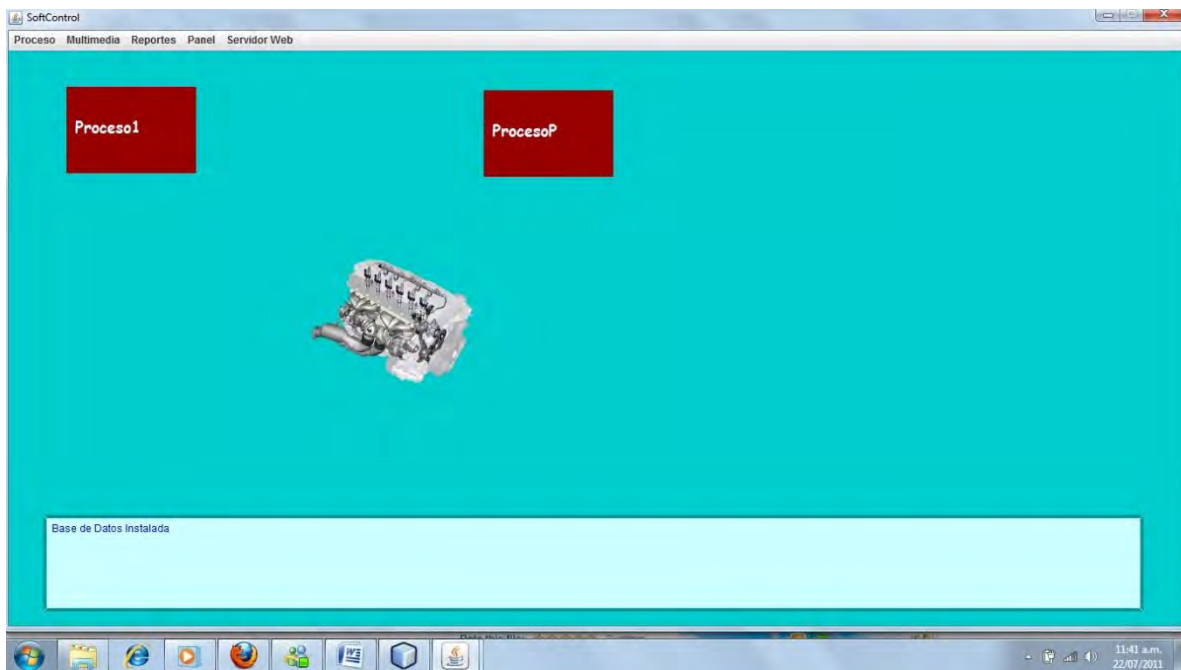 SoftControl
Proceso Multimedia Reportes Panel Servidor Web
Proceso1
ProcesoP
Base de Datos Instalada
11:41 a.m.
22/07/2011